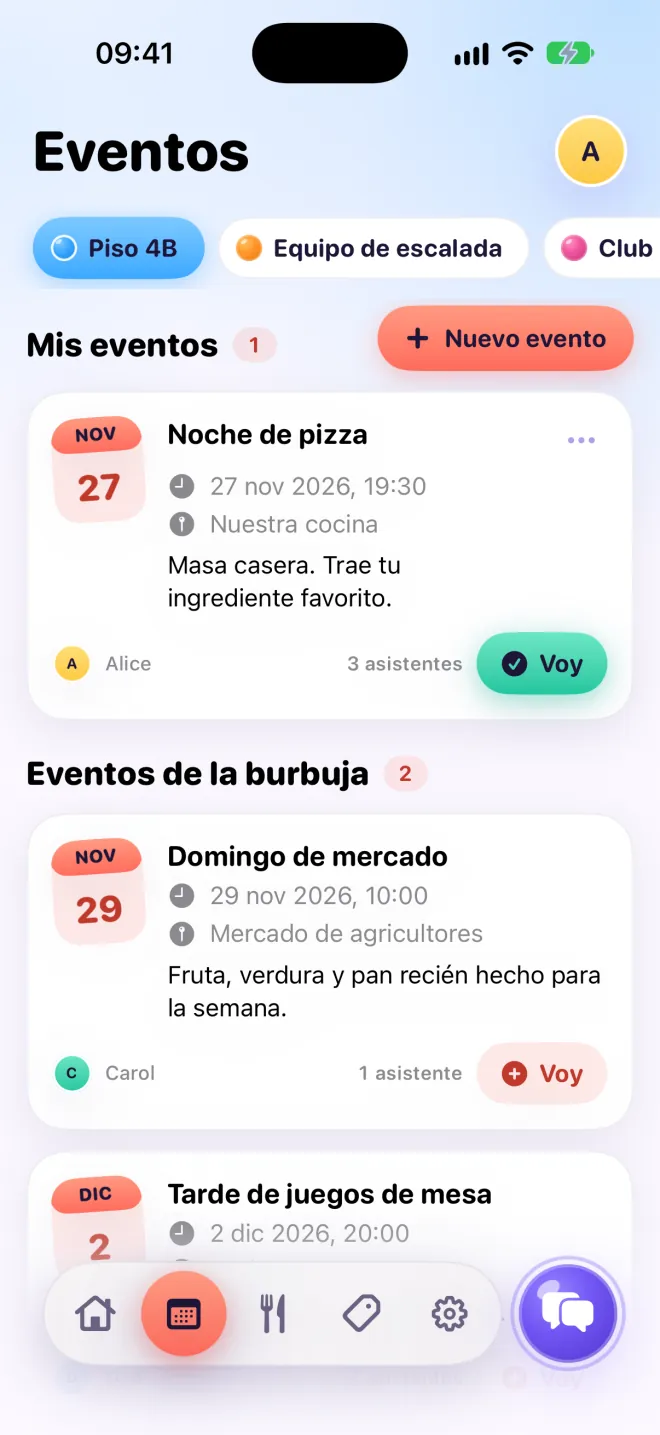 09:41
Eventos
A
Piso 4B
Equipo de escalada
Club
Mis eventos
1
+ Nuevo evento
NOV
27
Noche de pizza
...
27 nov 2026, 19:30
Nuestra cocina
Masa casera. Trae tu
ingrediente favorito.
A
Alice
3 asistentes
Voy
Eventos de la burbuja
2
NOV
29
Domingo de mercado
29 nov 2026, 10:00
Mercado de agricultores
Fruta, verdura y pan recién hecho para
la semana.
C
Carol
1 asistente
Voy
DIC
2
Tarde de juegos de mesa
2 dic 2026, 20:00
Voy